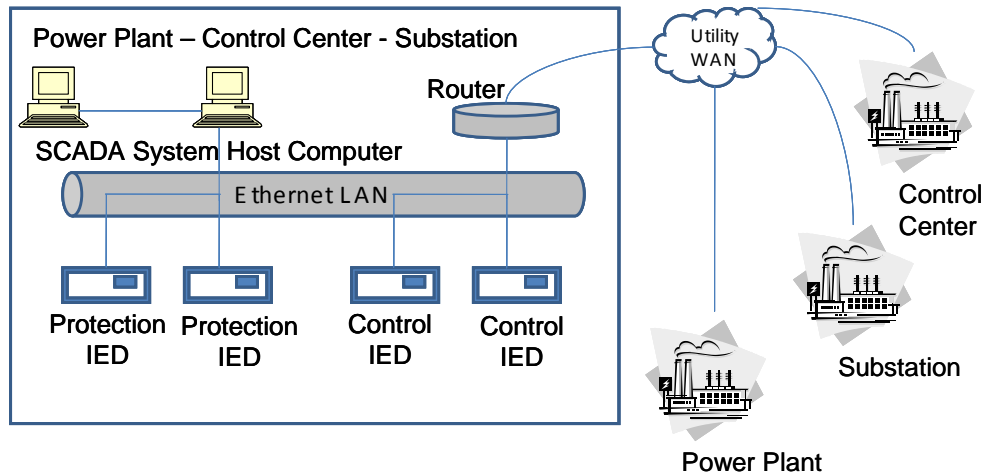 Power Plant – Control Center - Substation
Utility
WAN
Router
SCADA System Host Computer
Ethernet LAN
Protection
IED
Protection
IED
Control
IED
Control
IED
Control
Center
Substation
Power Plant